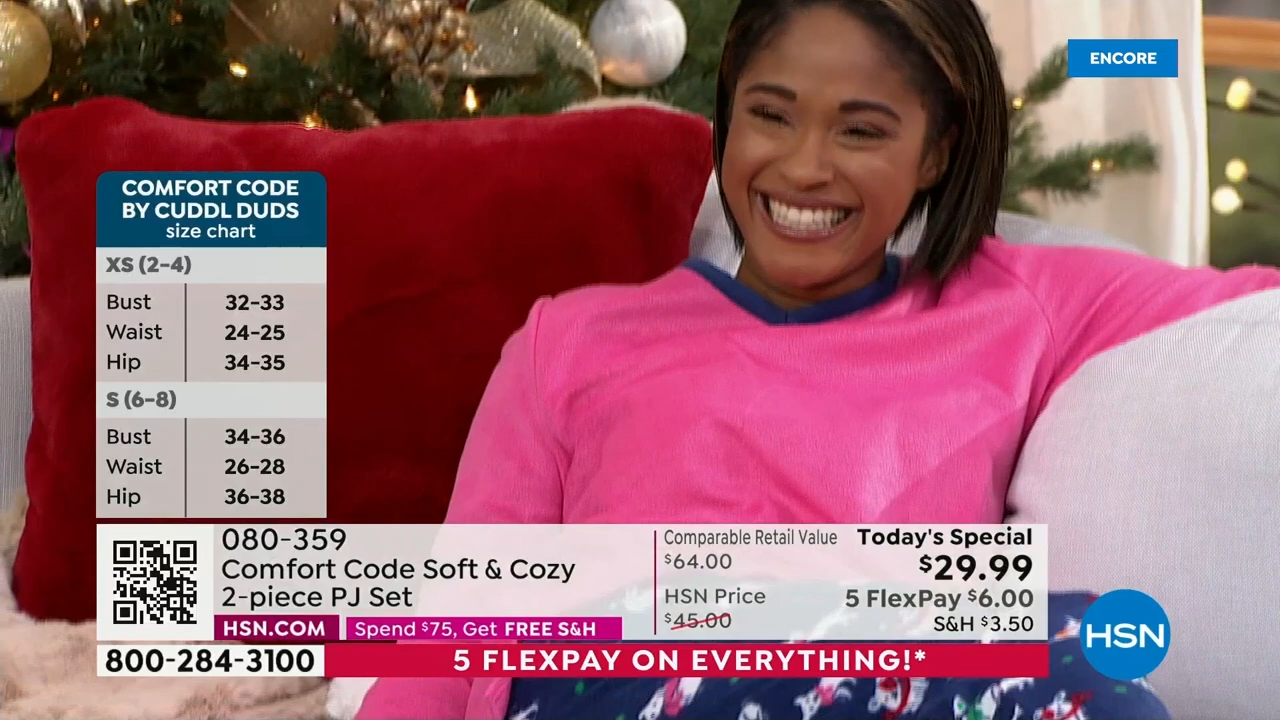 ENCORE
COMFORT CODE
BY CUDDL DUDS
size chart
XS (2-4)
Bust 32-33
Waist 24-25
Hip 34-35
S (6-8)
Bust 34-36
Waist 26-28
Hip 36-38
080-359
Comfort Code Soft & Cozy
2-piece PJ Set
HSN.COM Spend $75, Get FREE S&H
Comparable Retail Value
$64.00
HSN Price
$45.00
Today's Special
$29.99
5 FlexPay $6.00
S&H $3.50
HSN
800-284-3100
5 FLEXPAY ON EVERYTHING!*